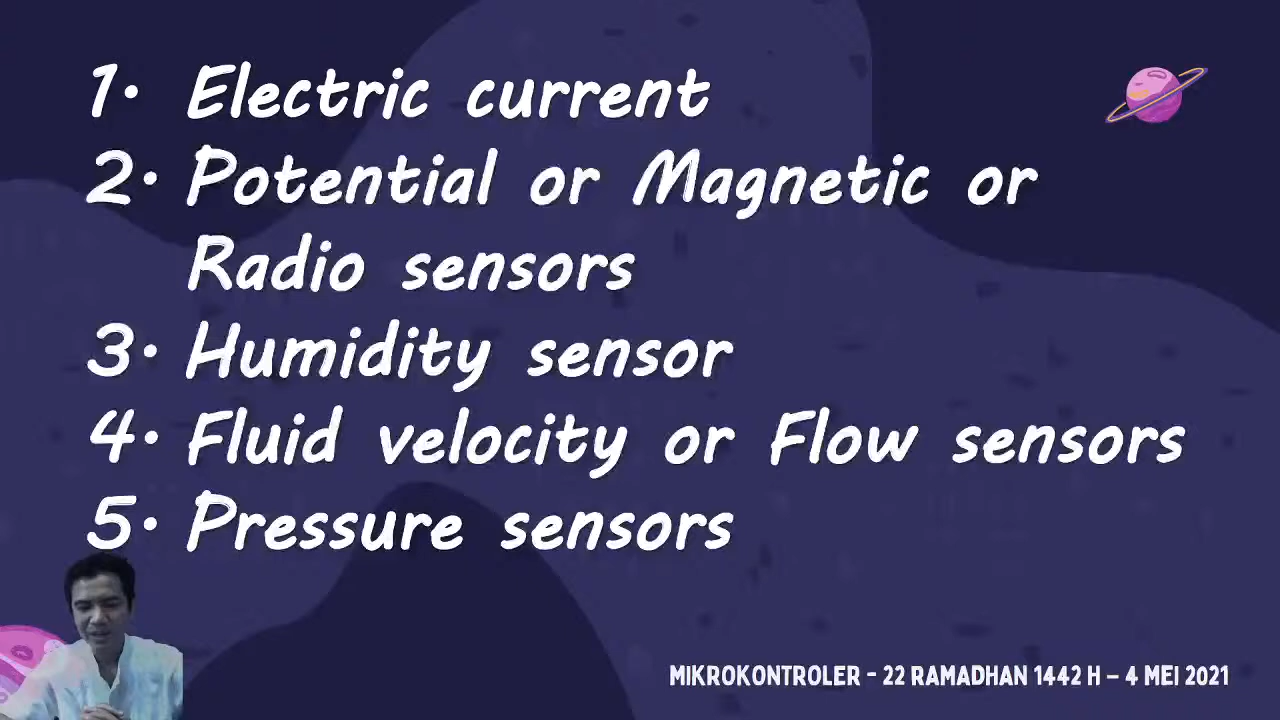 1. Electric current
2. Potential or Magnetic or
Radio sensors
3. Humidity sensor
4. Fluid velocity or Flow sensors
5. Pressure sensors
MIKROKONTROLER - 22 RAMADHAN 1442 H – 4 MEI 2021